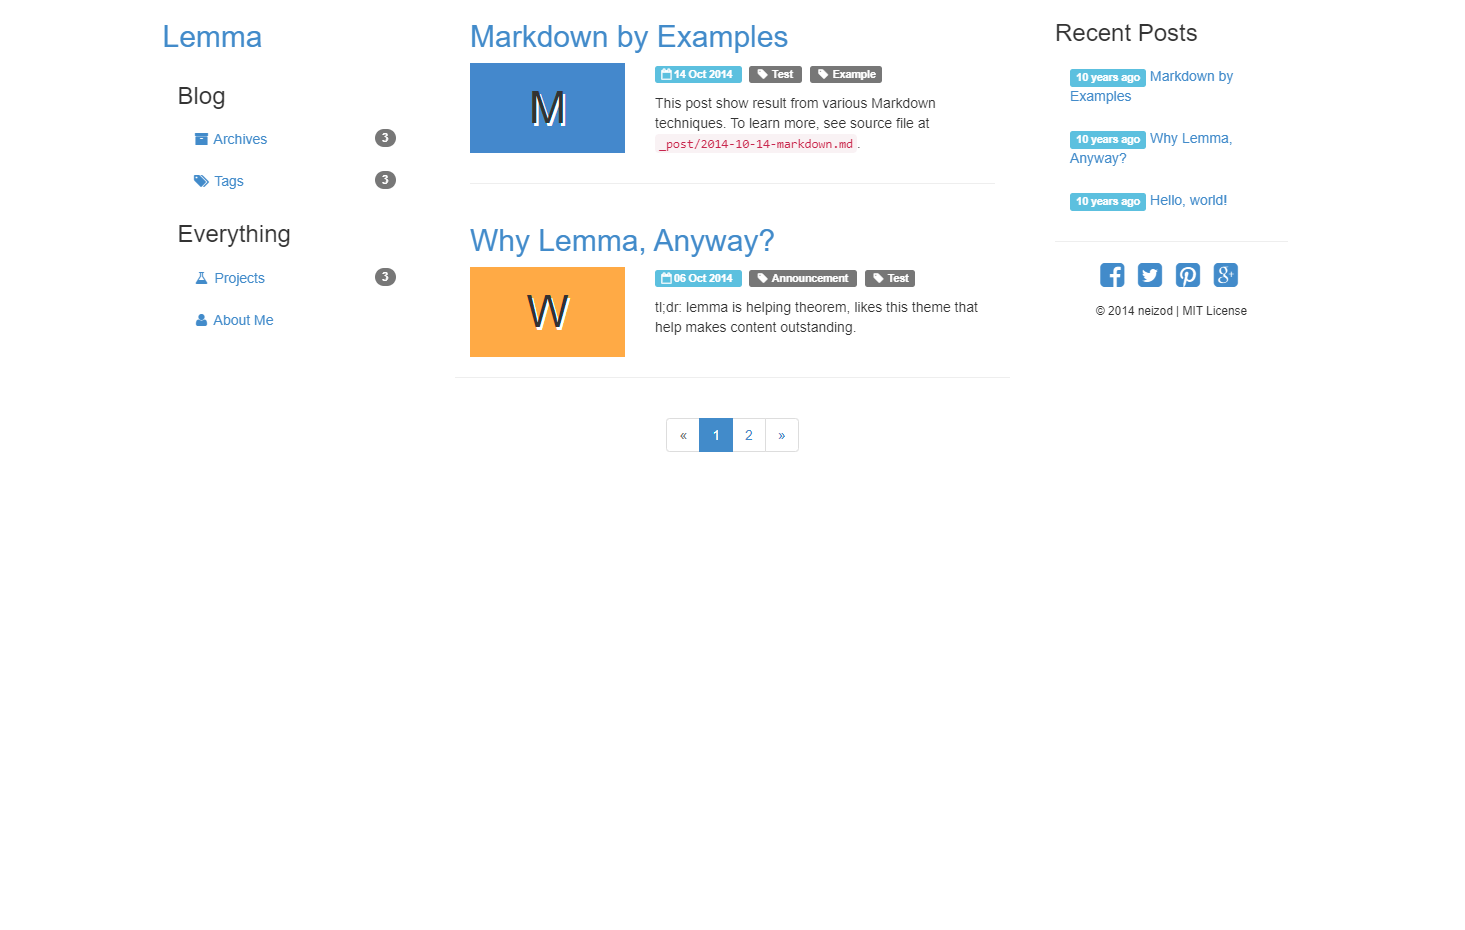 Lemma
Blog
Archives 3
Tags 3
Everything
Projects 3
About Me
Markdown by Examples
M
14 Oct 2014 Test Example
This post show result from various Markdown
techniques. To learn more, see source file at
_post/2014-10-14-markdown.md.
Why Lemma, Anyway?
W
06 Oct 2014 Announcement Test
tl;dr: lemma is helping theorem, likes this theme that
help makes content outstanding.
« 1 2 »
Recent Posts
10 years ago Markdown by
Examples
10 years ago Why Lemma,
Anyway?
10 years ago Hello, world!
© 2014 neizod | MIT License